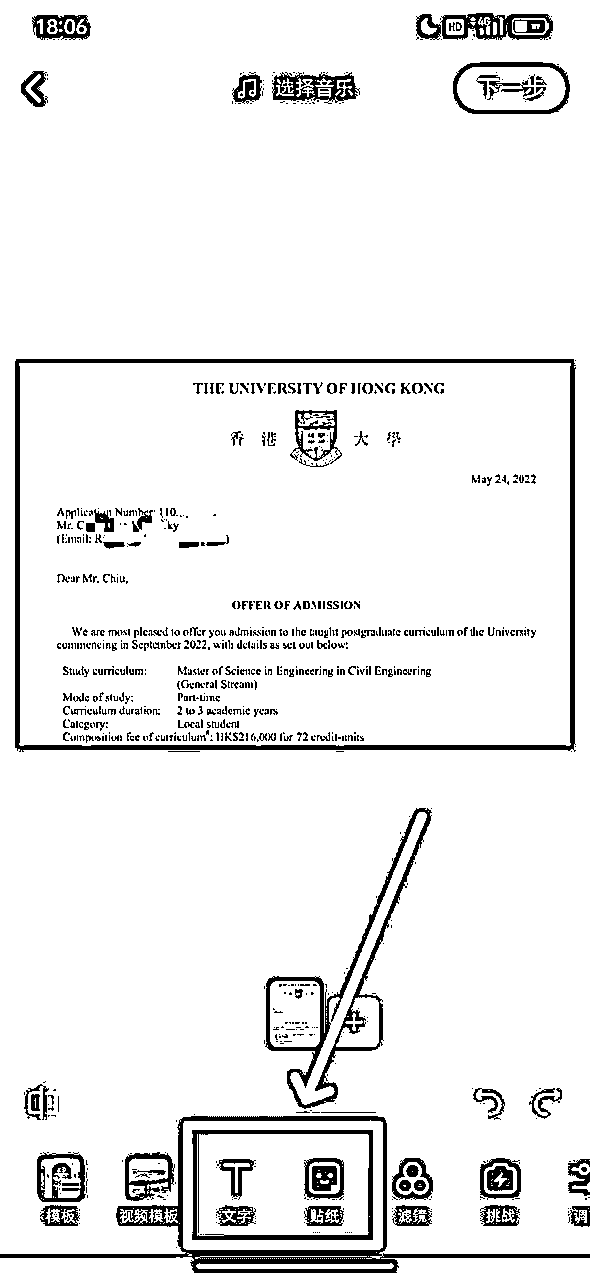 18:06
HD 4G
选择音乐
下一步
THE UNIVERSITY OF HONG KONG
香 港 大 學
May 24, 2022
Application Number: 110
Mr. C ky
(Email: R )
Dear Mr. Chiu,
OFFER OF ADMISSION
We are most pleased to offer you admission to the taught postgraduate curriculum of the University
commencing in September 2022, with details as set out below:
Study curriculum: Master of Science in Engineering in Civil Engineering
(General Stream)
Mode of study: Part-time
Curriculum duration: 2 to 3 academic years
Category: Local student
Composition fee of curriculum#: HK$216,000 for 72 credit-units
模板 视频模板 文字 贴纸 滤镜 挑战 调